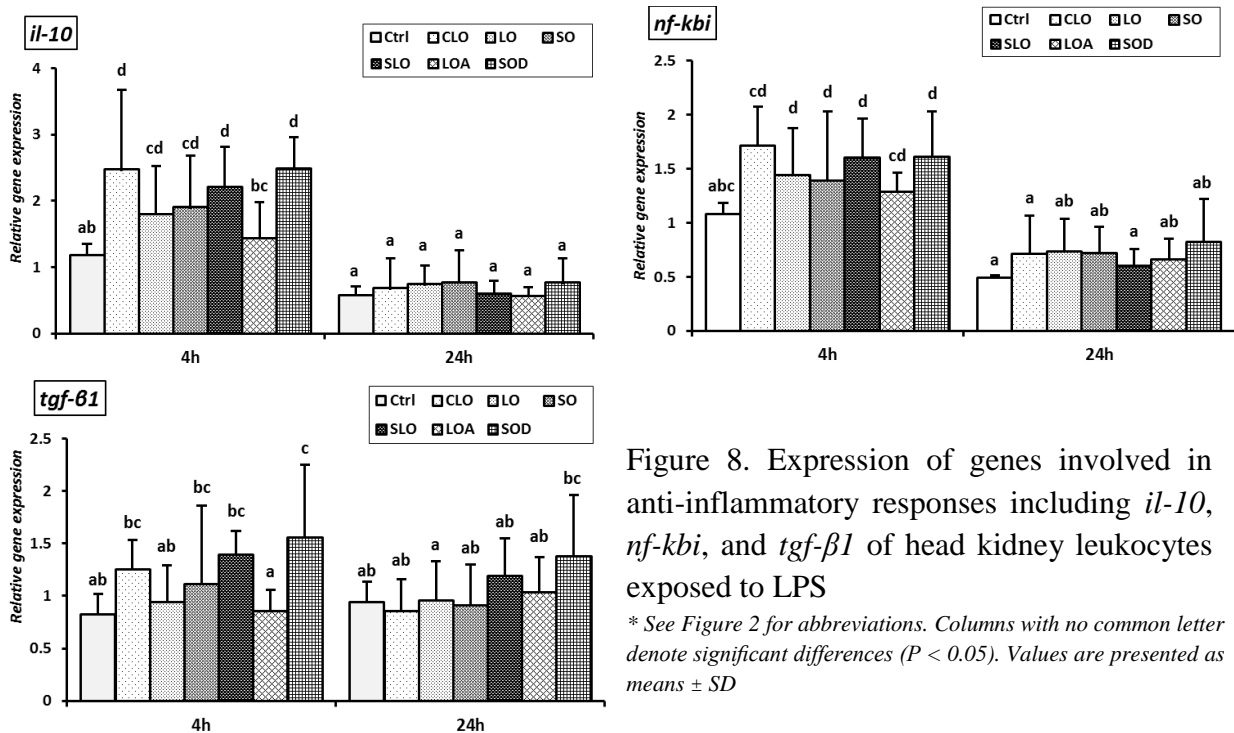 il-10
Ctrl CLO LO SO
SLO LOA SOD
Relative gene expression
4
3
2
1
0
ab d cd cd d bc d
a a a a a a a
4h 24h
nf-kbi
Ctrl CLO LO SO
SLO LOA SOD
Relative gene expression
2.5
2
1.5
1
0.5
0
abc cd d d d cd d
a a ab ab a ab ab
4h 24h
tgf-β1
Ctrl CLO LO SO
SLO LOA SOD
Relative gene expression
2.5
2
1.5
1
0.5
0
ab bc ab bc bc a c
ab ab a ab ab ab bc
4h 24h
Figure 8. Expression of genes involved in
anti-inflammatory responses including il-10,
nf-kbi, and tgf-β1 of head kidney leukocytes
exposed to LPS
* See Figure 2 for abbreviations. Columns with no common letter
denote significant differences (P < 0.05). Values are presented as
means ± SD